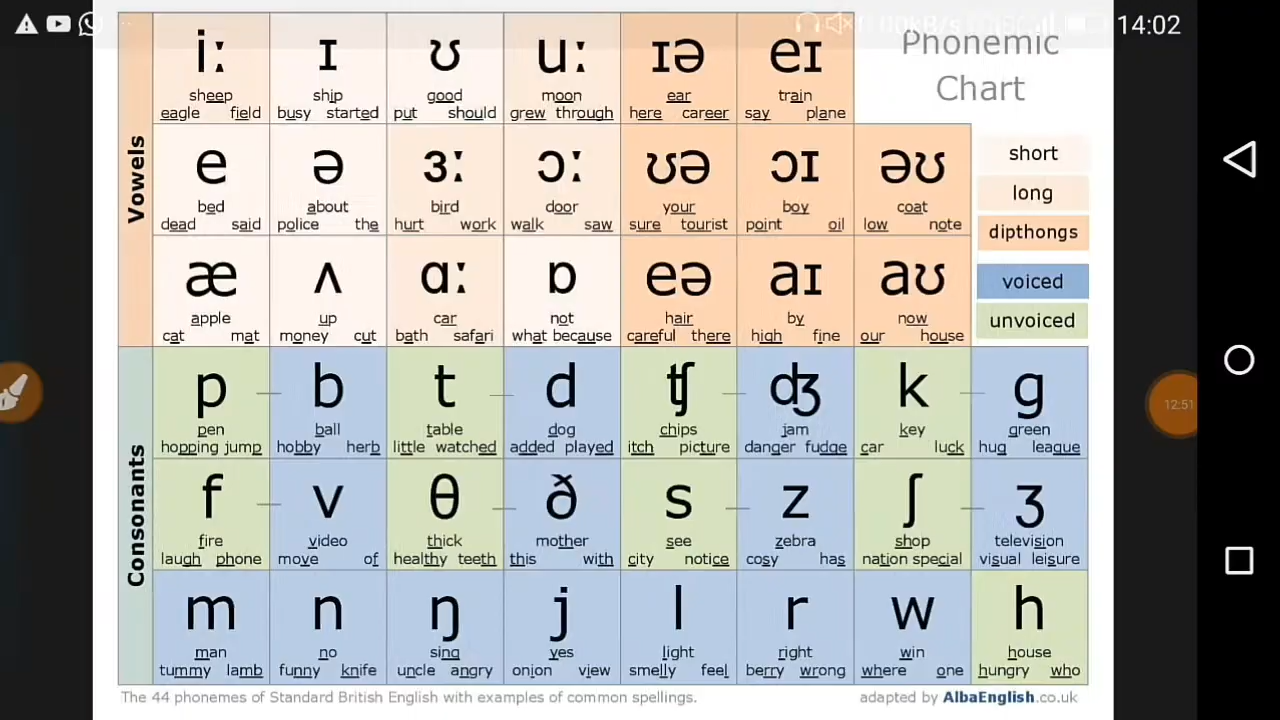 14:02
Phonemic
Chart
Vowels
iː ɪ ʊ uː ɪə eɪ
sheep ship good moon ear train
eagle field busy started put should grew through here career say plane
e ə ɜː ɔː ʊə ɔɪ əʊ
bed about bird door your boy coat
dead said police the hurt work walk saw sure tourist point oil low note
æ ʌ ɑː ɒ eə aɪ aʊ
apple up car not hair by now
cat mat money cut bath safari what because careful there high fine our house
short
long
dipthongs
voiced
unvoiced
Consonants
p b t d ʧ ʤ k g
pen ball table dog chips jam key green
hopping jump hobby herb little watched added played itch picture danger fudge car luck hug league
f v θ ð s z ʃ ʒ
fire video thick mother see zebra shop television
laugh phone move of healthy teeth this with city notice cosy has nation special visual leisure
m n ŋ j l r w h
man no sing yes light right win house
tummy lamb funny knife uncle angry onion view smelly feel berry wrong where one hungry who
The 44 phonemes of Standard British English with examples of common spellings.
adapted by AlbaEnglish.co.uk
12:51